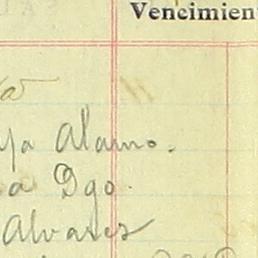 Vencimien
ya Alamo.
a Dgo.
Alvarez